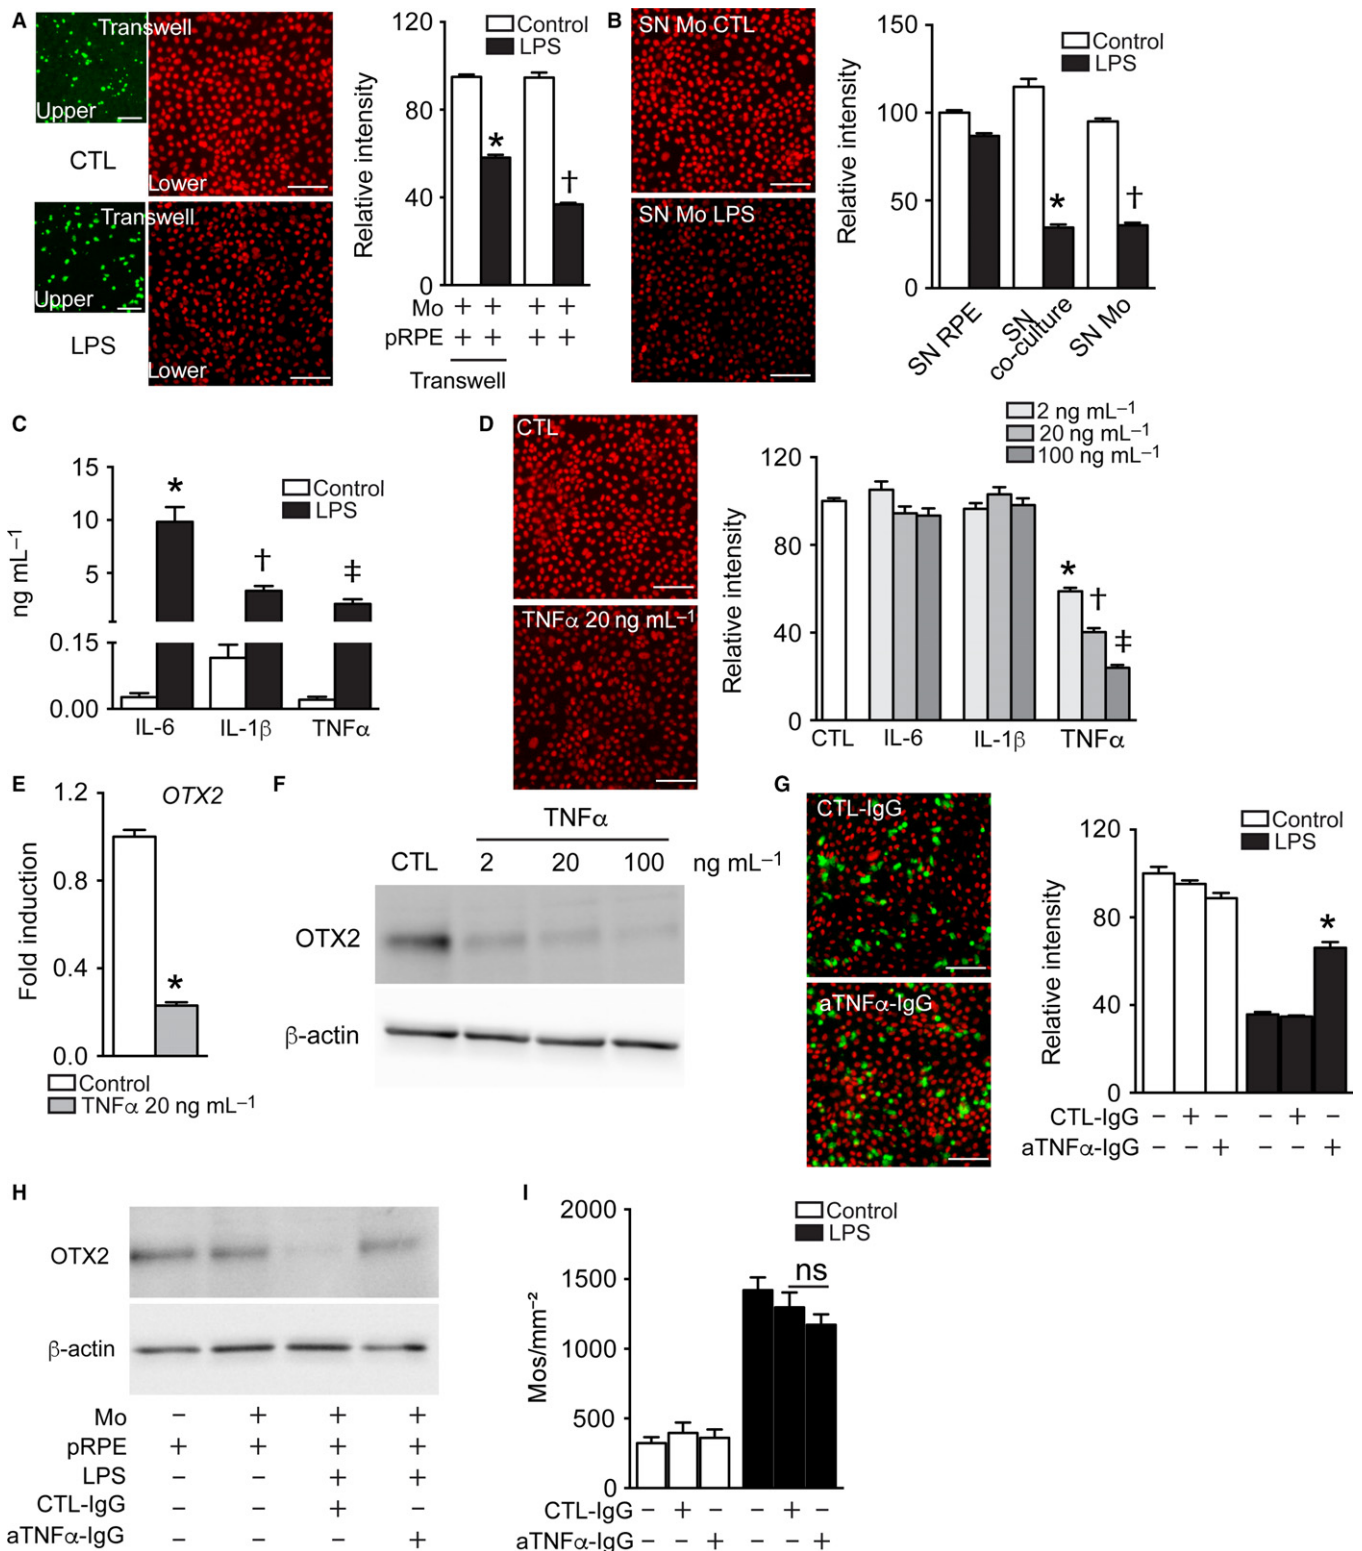 A
Transwell
Upper
CTL
Lower
Transwell
Upper
LPS
Lower
Relative intensity
120
80
40
0
Control
LPS
*
†
Mo + + + +
pRPE + + + +
Transwell
B
SN Mo CTL
SN Mo LPS
Relative intensity
150
100
50
0
Control
LPS
*
†
SN RPE
SN
co-culture
SN Mo
C
ng mL⁻¹
15
10
5
0.15
0.00
Control
LPS
*
†
‡
IL-6 IL-1β TNFα
D
CTL
TNFα 20 ng mL⁻¹
2 ng mL⁻¹
20 ng mL⁻¹
100 ng mL⁻¹
Relative intensity
120
80
40
0
*
†
‡
CTL IL-6 IL-1β TNFα
E
OTX2
Fold induction
1.2
0.8
0.4
0.0
*
Control
TNFα 20 ng mL⁻¹
F
TNFα
CTL 2 20 100 ng mL⁻¹
OTX2
β-actin
G
CTL-IgG
aTNFα-IgG
Relative intensity
120
80
40
0
Control
LPS
*
CTL-IgG − + − − + −
aTNFα-IgG − − + − − +
H
OTX2
β-actin
Mo − + + +
pRPE + + + +
LPS − − + +
CTL-IgG − − + −
aTNFα-IgG − − − +
I
Mos/mm⁻²
2000
1500
1000
500
0
Control
LPS
ns
CTL-IgG − + − − + −
aTNFα-IgG − − + − − +